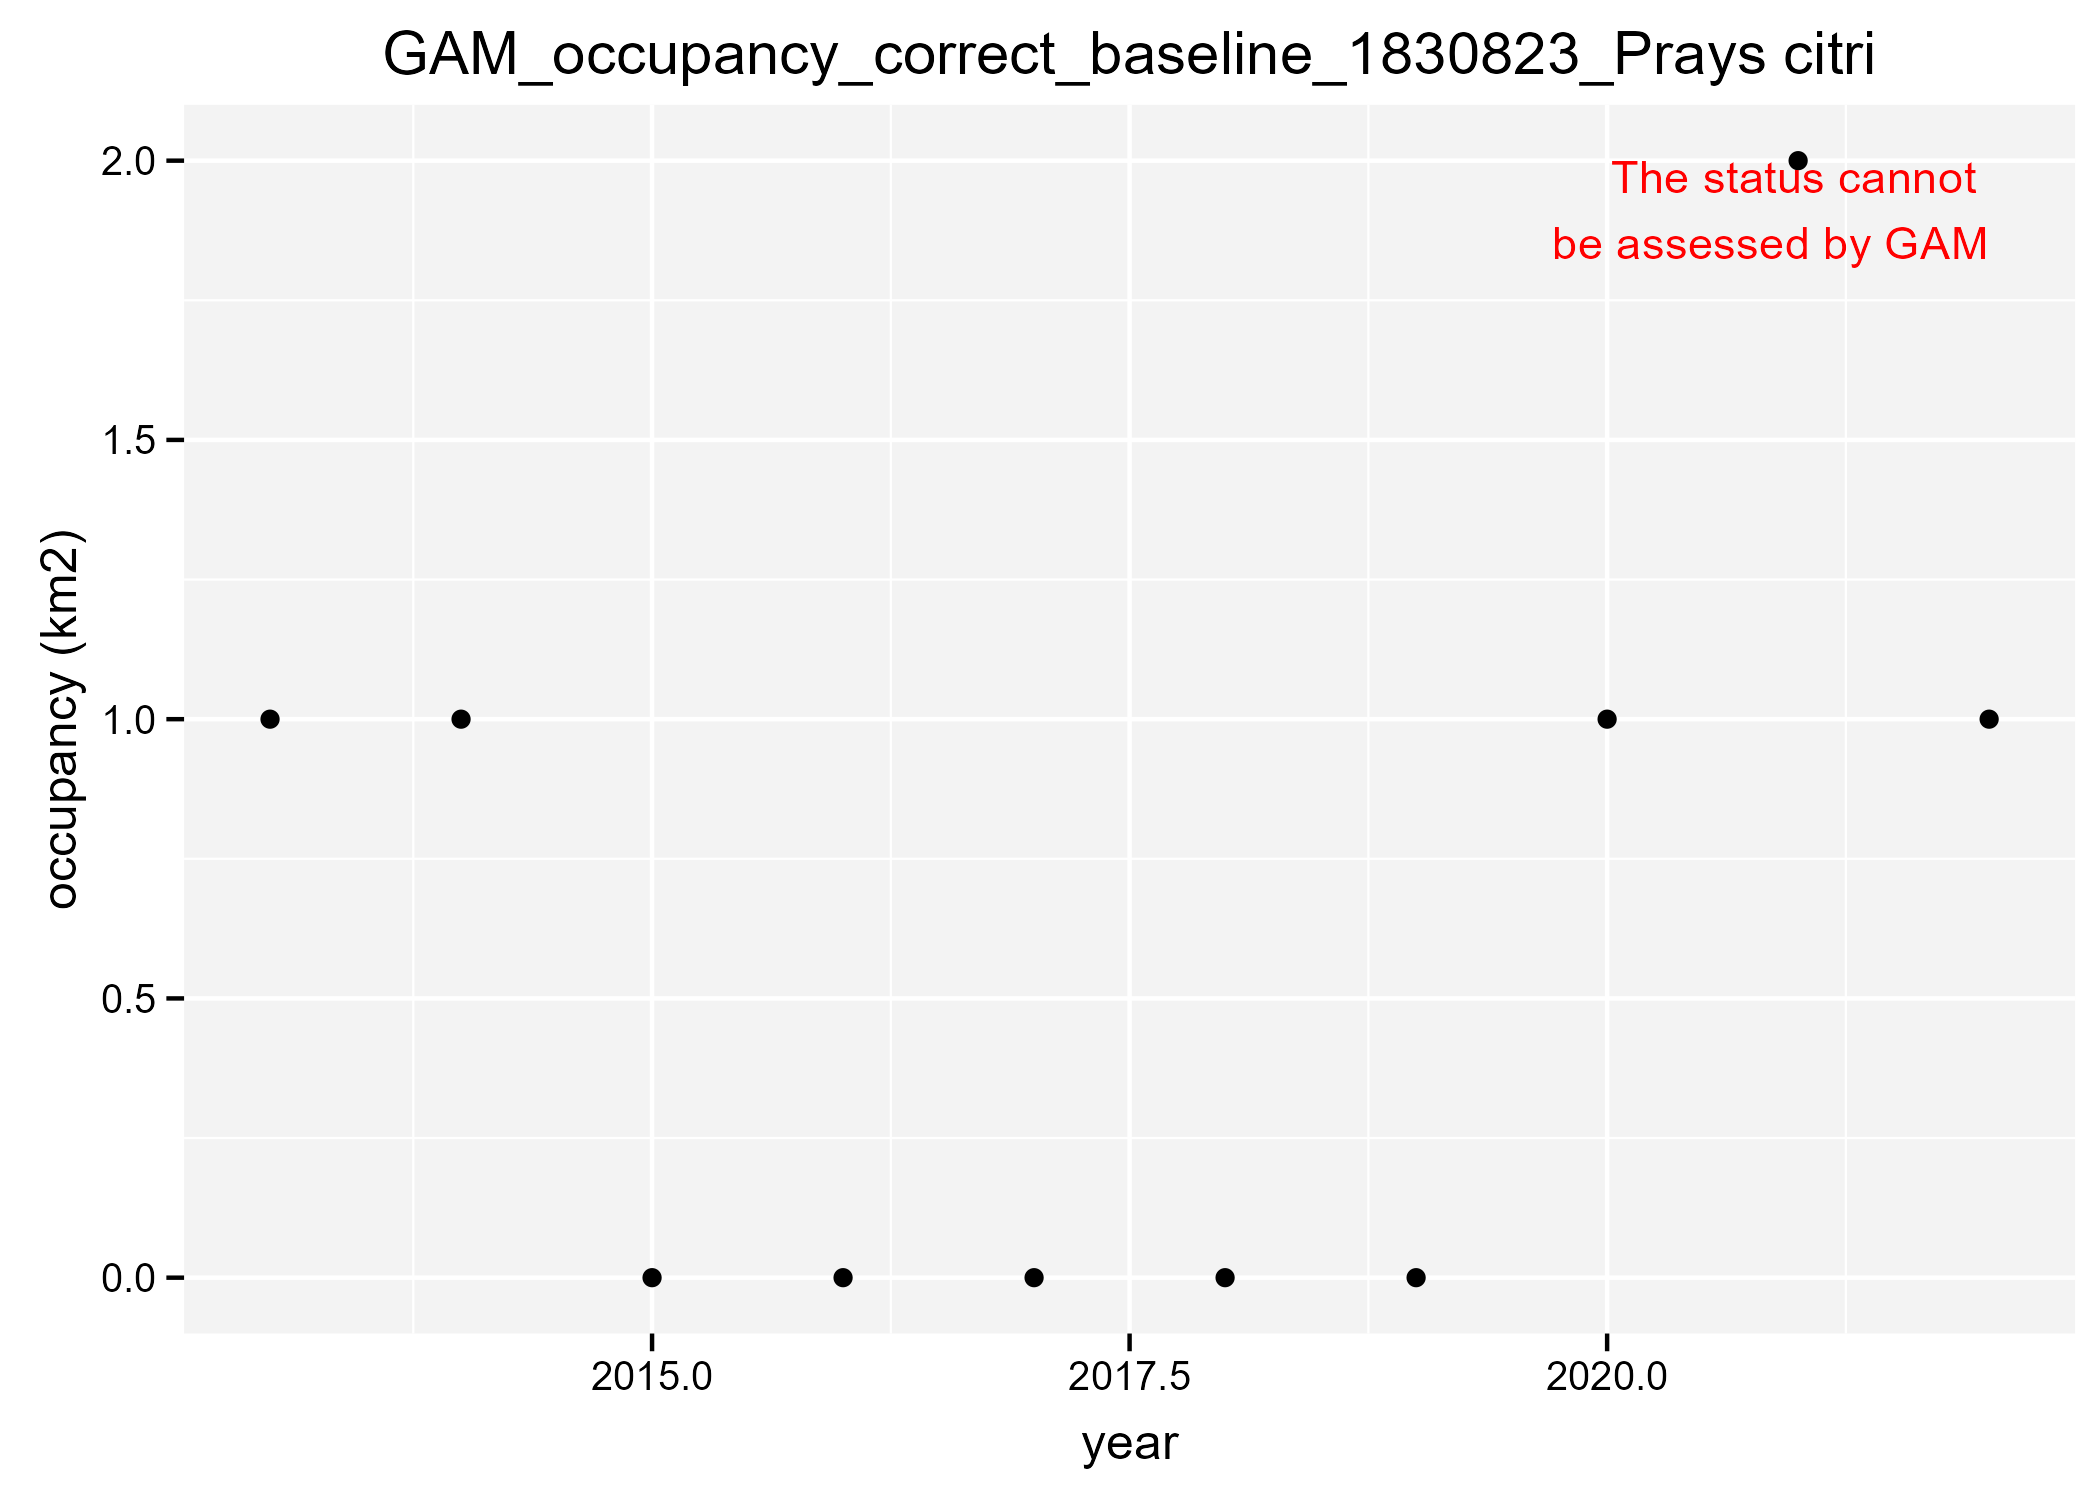 GAM_occupancy_correct_baseline_1830823_Prays citri
2.0
The status cannot
be assessed by GAM
1.5
occupancy (km2)
1.0
0.5
0.0
2015.0 2017.5 2020.0
year